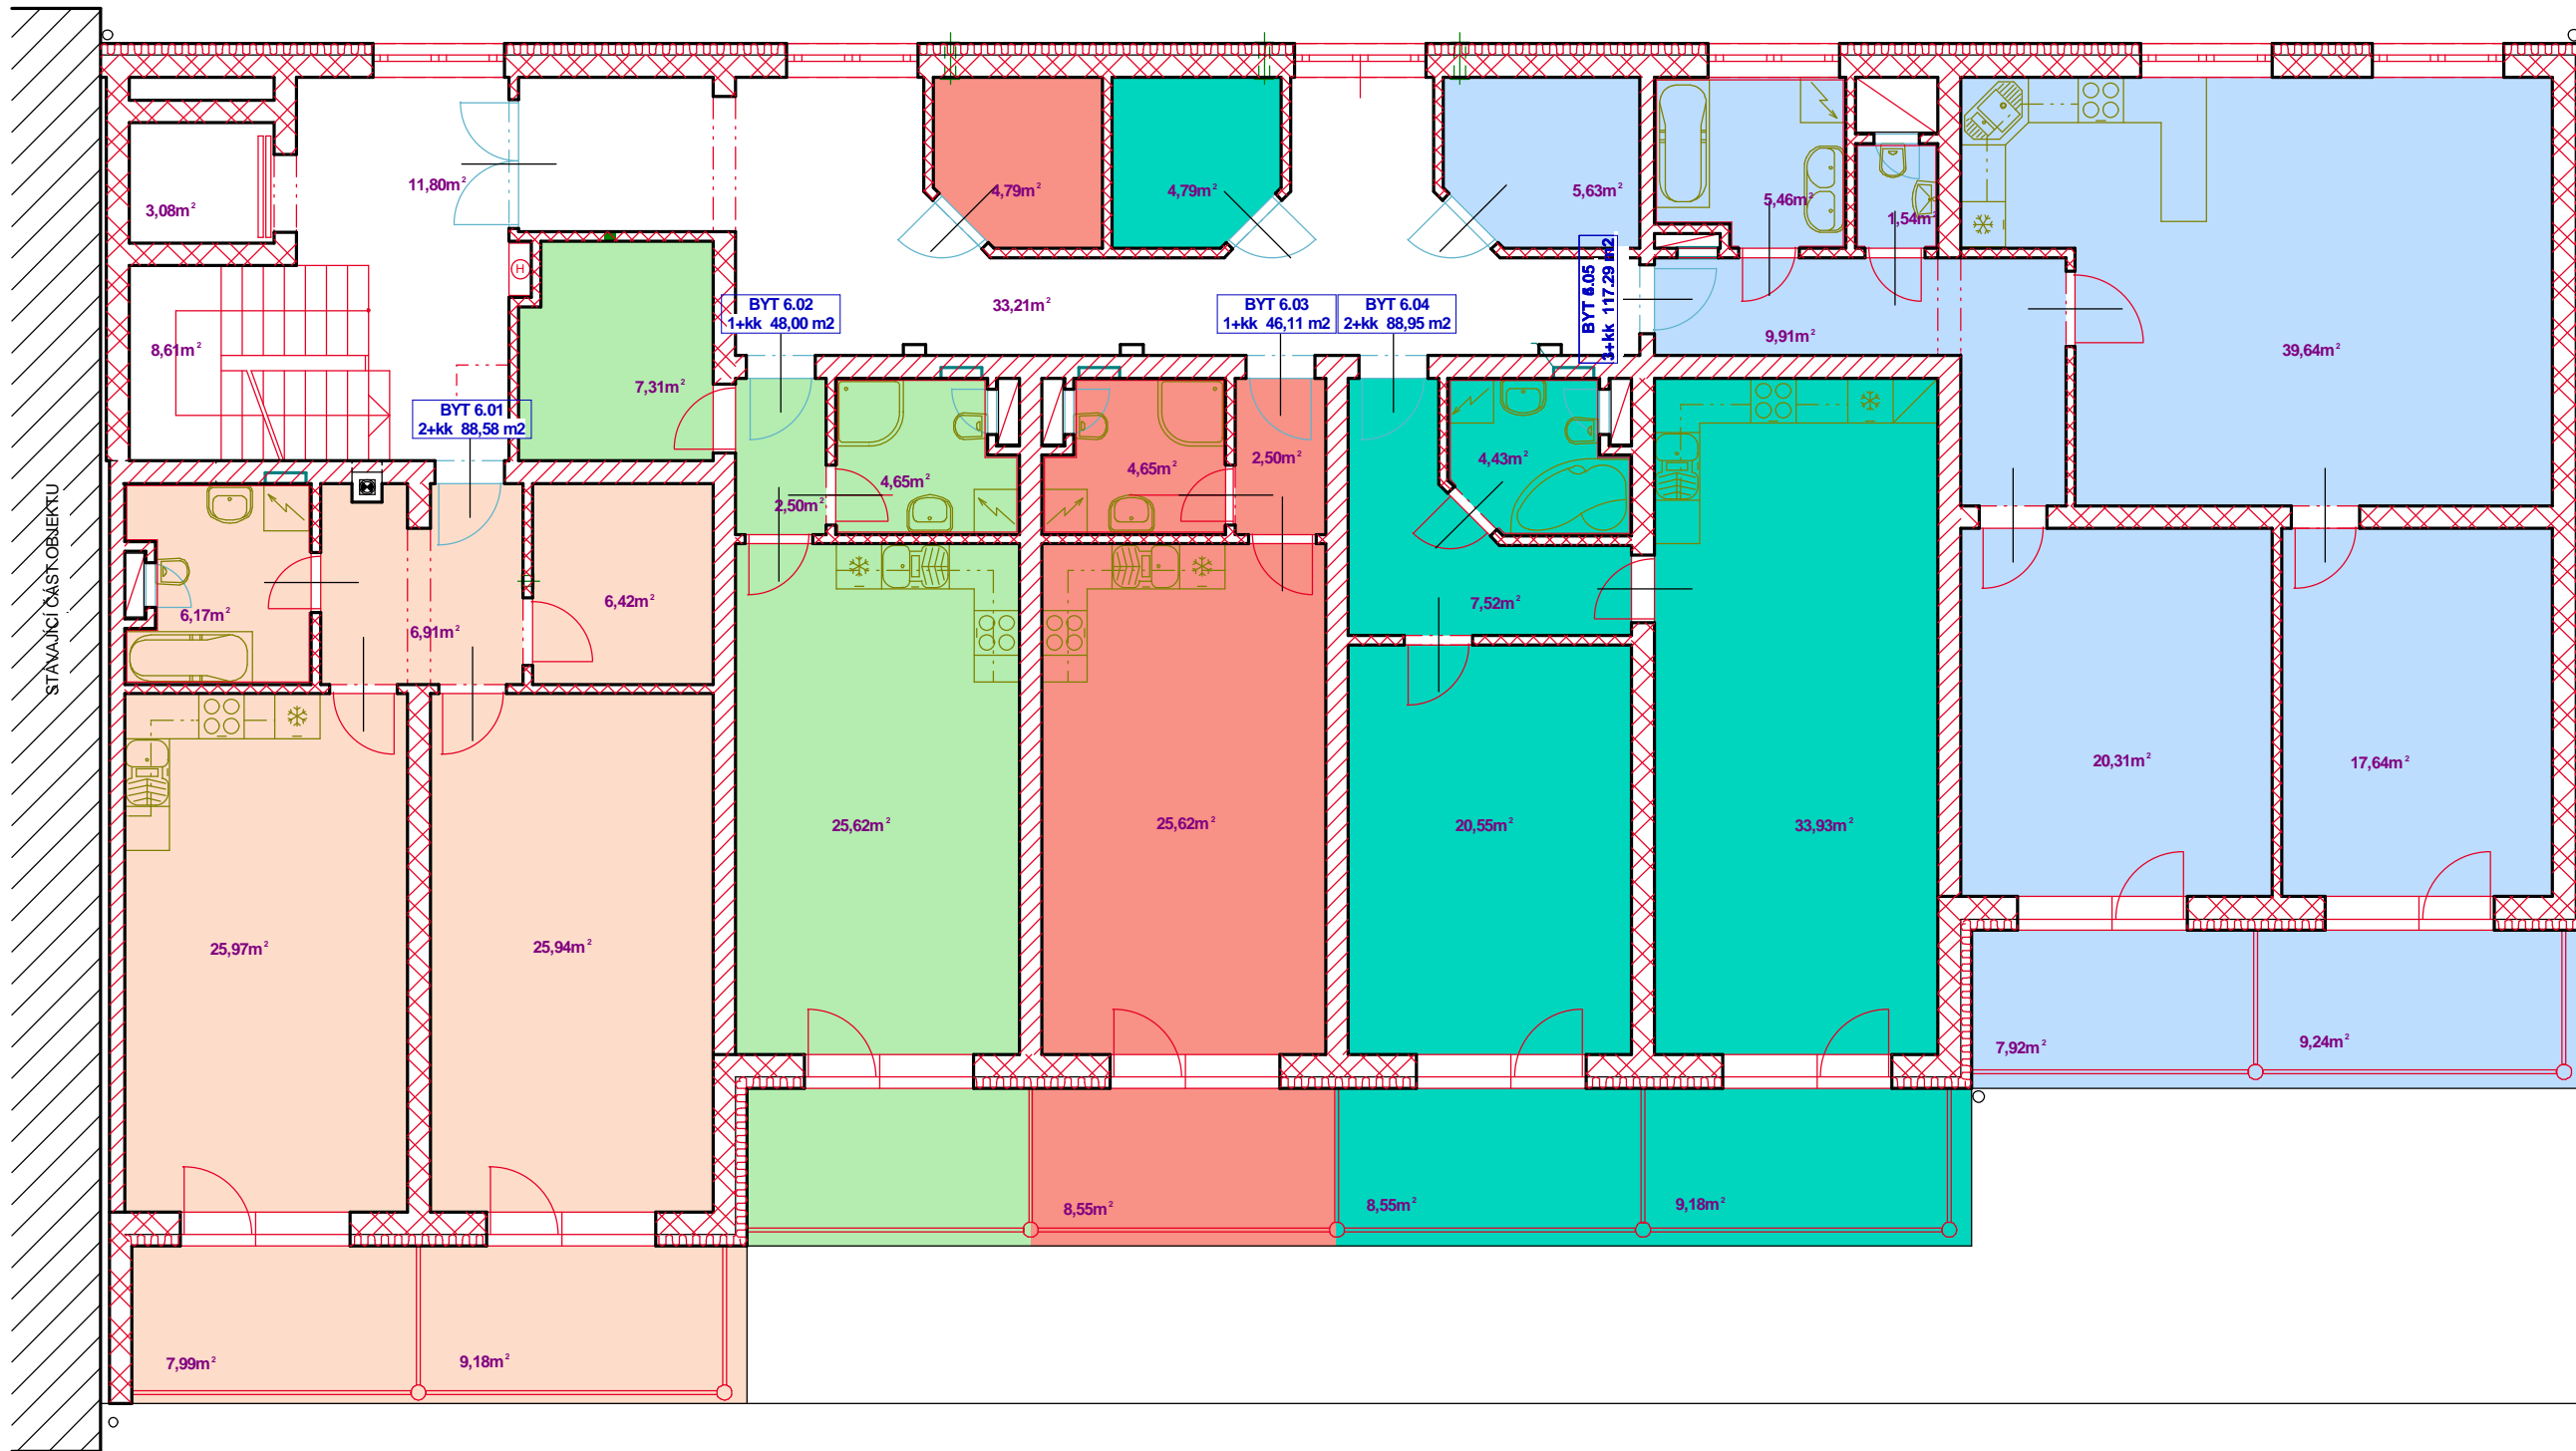 11,80m²
3,08m²
4,79m²
4,79m²
5,63m²
5,46m²
1,54m²
BYT 6.02
1+kk 48,00 m2
33,21m²
BYT 6.03
1+kk 46,11 m2
BYT 6.04
2+kk 88,95 m2
BYT 6.05
3+kk 117.29 m2
H
9,91m²
39,64m²
8,61m²
7,31m²
BYT 6.01
2+kk 88,58 m2
4,65m²
2,50m²
4,65m²
2,50m²
4,43m²
STÁVAJÍCÍ ČÁST OBJEKTU
6,17m²
6,91m²
6,42m²
7,52m²
20,31m²
17,64m²
25,62m²
25,62m²
20,55m²
33,93m²
25,97m²
25,94m²
7,92m²
9,24m²
8,55m²
8,55m²
9,18m²
7,99m²
9,18m²